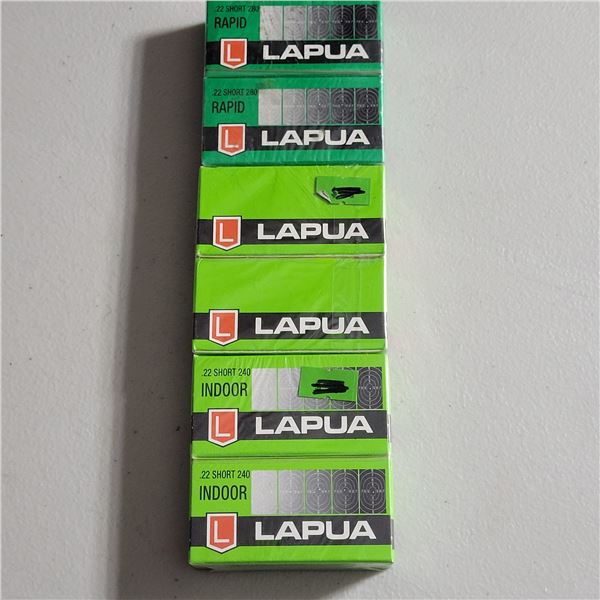 .22 SHORT 280
RAPID
L LAPUA
.22 SHORT 280
RAPID
L LAPUA
L LAPUA
L LAPUA
.22 SHORT 240
INDOOR
L LAPUA
.22 SHORT 240
INDOOR
L LAPUA